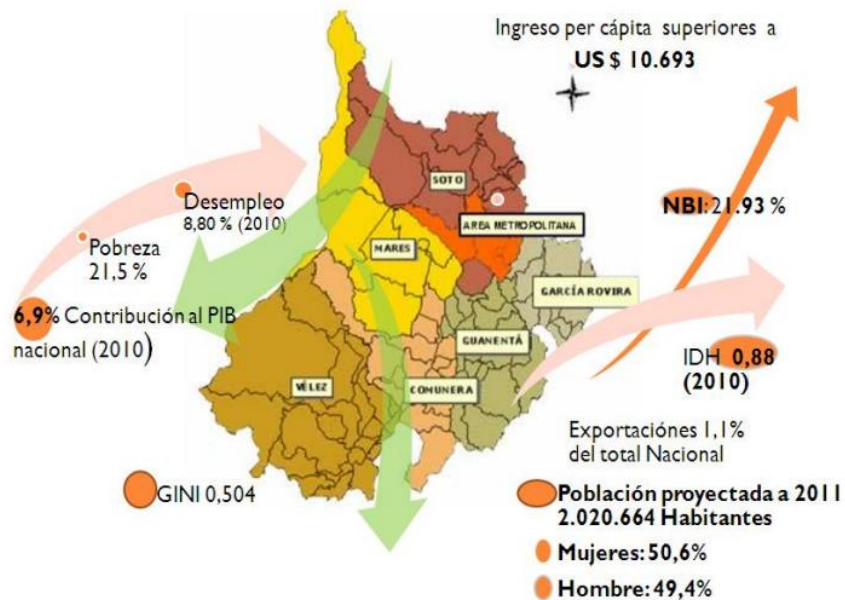 Ingreso per cápita superiores a
US $ 10.693
Desempleo
8,80 % (2010)
Pobreza
21,5 %
6,9% Contribución al PIB
nacional (2010)
SOTO
AREA METROPOLITANA
MARES
GARCÍA ROVIRA
GUANENTÁ
VÉLEZ
COMUNERA
NBI: 21.93 %
IDH 0,88
(2010)
GINI 0,504
Exportaciónes 1,1%
del total Nacional
Población proyectada a 2011
2.020.664 Habitantes
Mujeres: 50,6%
Hombre: 49,4%